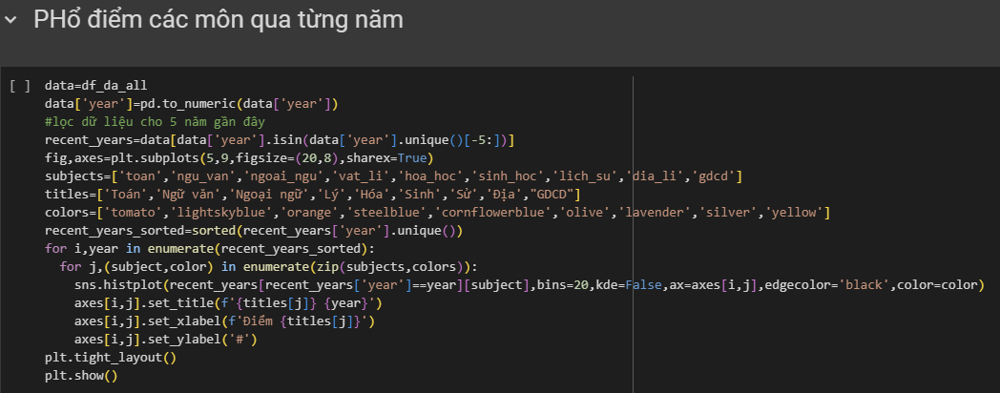 PHổ điểm các môn qua từng năm
[ ] data=df_da_all
data['year']=pd.to_numeric(data['year'])
#lọc dữ liệu cho 5 năm gần đây
recent_years=data[data['year'].isin(data['year'].unique()[-5:])]
fig,axes=plt.subplots(5,9,figsize=(20,8),sharex=True)
subjects=['toan','ngu_van','ngoai_ngu','vat_li','hoa_hoc','sinh_hoc','lich_su','dia_li','gdcd']
titles=['Toán','Ngữ văn','Ngoại ngữ','Lý','Hóa','Sinh','Sử','Địa',"GDCD"]
colors=['tomato','lightskyblue','orange','steelblue','cornflowerblue','olive','lavender','silver','yellow']
recent_years_sorted=sorted(recent_years['year'].unique())
for i,year in enumerate(recent_years_sorted):
  for j,(subject,color) in enumerate(zip(subjects,colors)):
    sns.histplot(recent_years[recent_years['year']==year][subject],bins=20,kde=False,ax=axes[i,j],edgecolor='black',color=color)
    axes[i,j].set_title(f'{titles[j]} {year}')
    axes[i,j].set_xlabel(f'Điểm {titles[j]}')
    axes[i,j].set_ylabel('#')
plt.tight_layout()
plt.show()